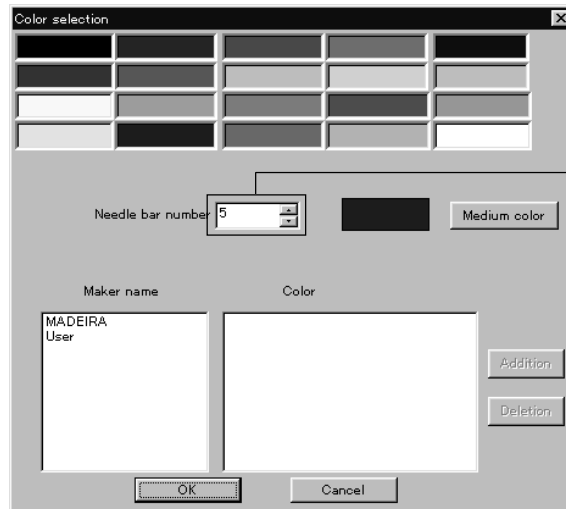 Color selection
Needle bar number 5 Medium color
Maker name Color
MADEIRA
User
Addition
Deletion
OK Cancel